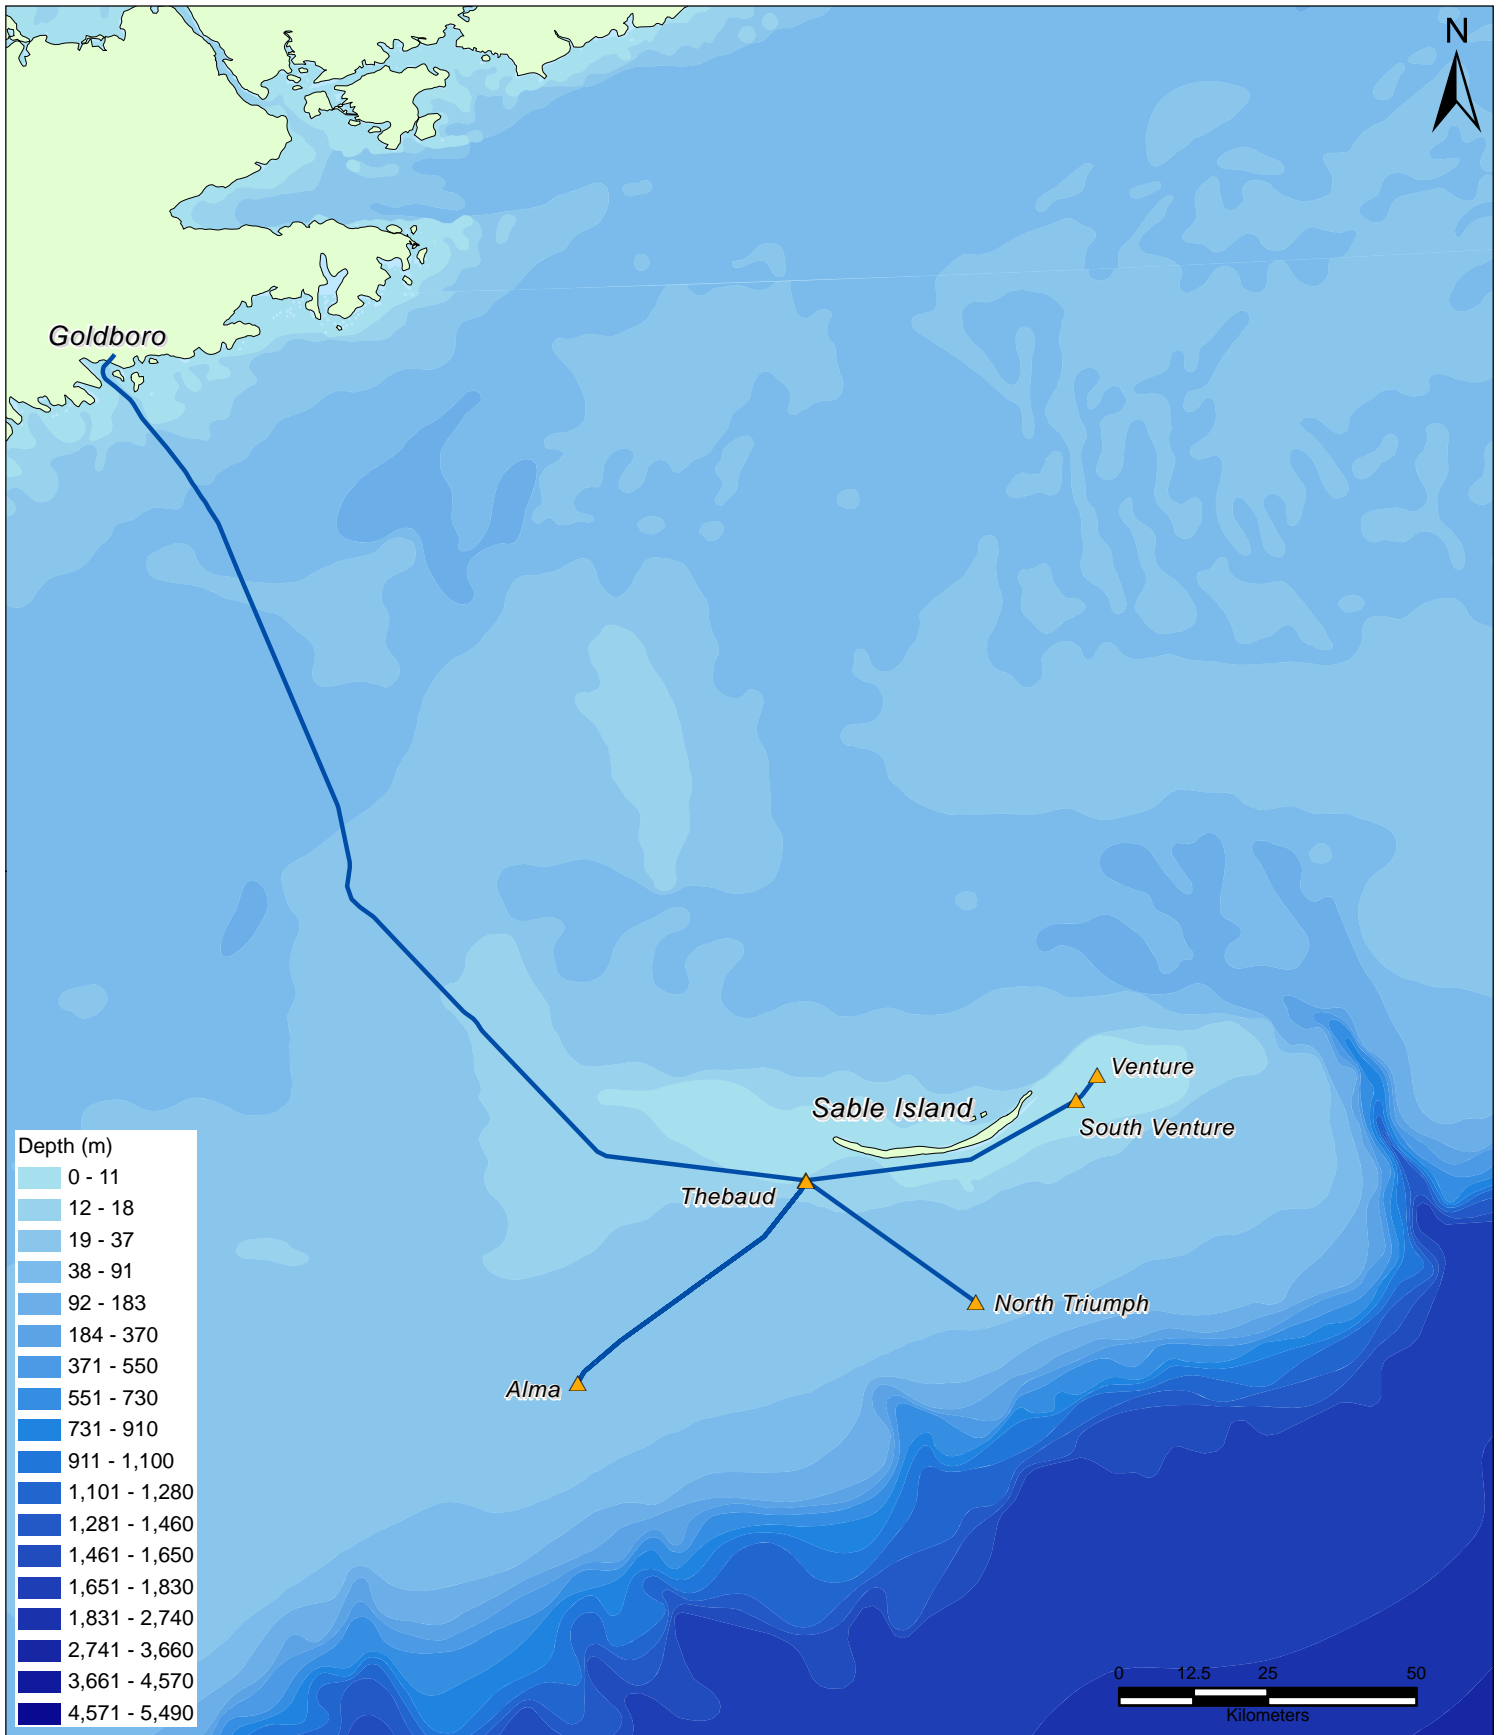 N
Goldboro
Venture
Sable Island
South Venture
Thebaud
North Triumph
Alma
Depth (m)
0 - 11
12 - 18
19 - 37
38 - 91
92 - 183
184 - 370
371 - 550
551 - 730
731 - 910
911 - 1,100
1,101 - 1,280
1,281 - 1,460
1,461 - 1,650
1,651 - 1,830
1,831 - 2,740
2,741 - 3,660
3,661 - 4,570
4,571 - 5,490
0 12.5 25 50
Kilometers